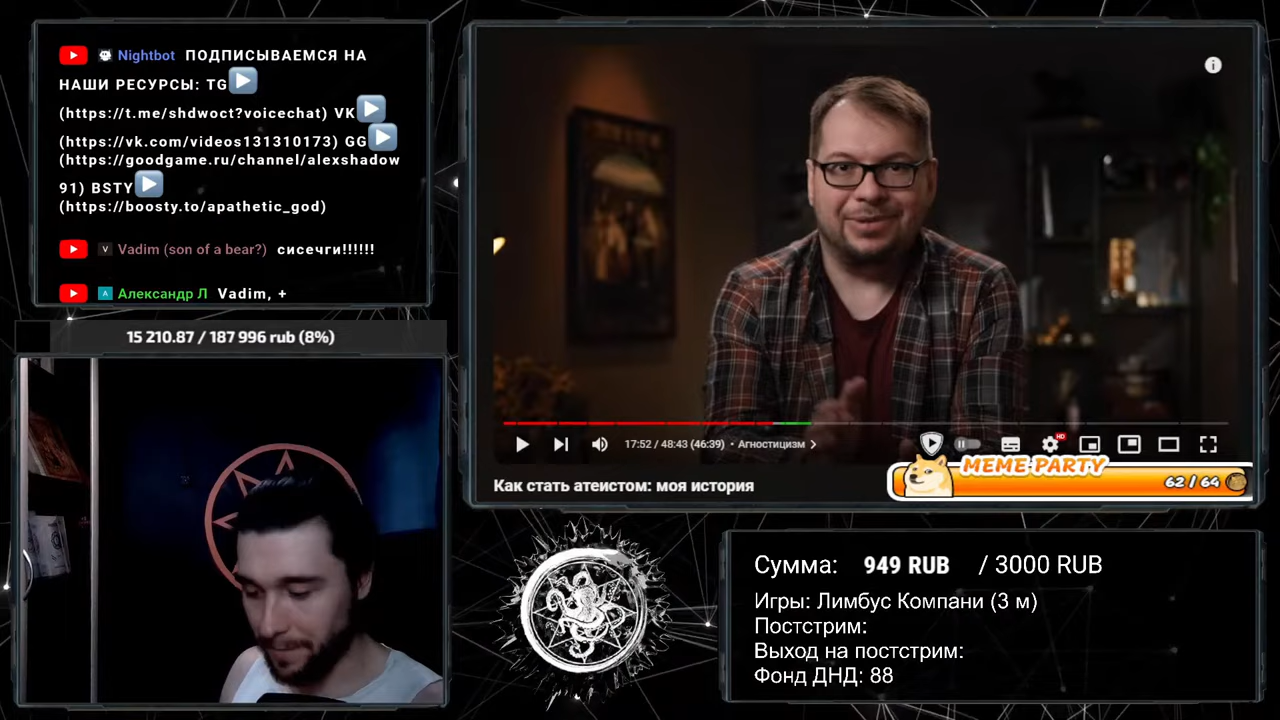 Nightbot ПОДПИСЫВАЕМСЯ НА
НАШИ РЕСУРСЫ: TG
(https://t.me/shdwoct?voicechat) VK
(https://vk.com/videos131310173) GG
(https://goodgame.ru/channel/alexshadow
91) BSTY
(https://boosty.to/apathetic_god)
V Vadim (son of a bear?) сисечги!!!!!!
А Александр Л Vadim, +
15 210.87 / 187 996 rub (8%)
17:52 / 48:43 (46:39) • Агностицизм
HD
MEME PARTY
62 / 64
Как стать атеистом: моя история
Сумма: 949 RUB / 3000 RUB
Игры: Лимбус Компани (3 м)
Постстрим:
Выход на постстрим:
Фонд ДНД: 88